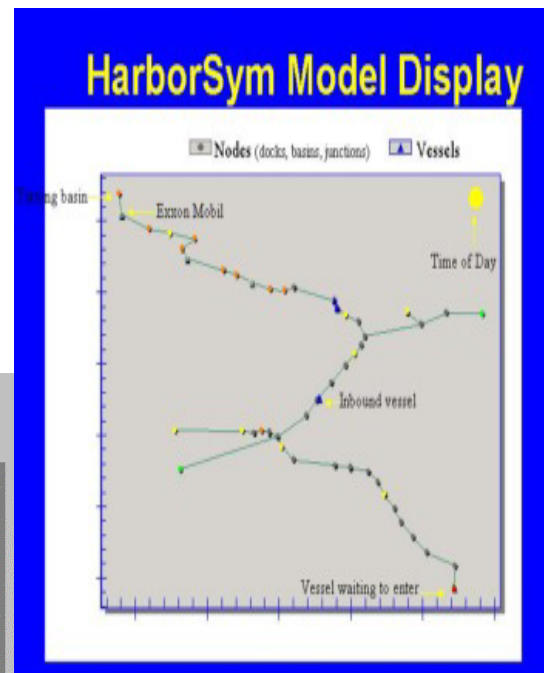 HarborSym Model Display
Nodes (docks, basins, junctions) Vessels
basin
Exxon Mobil
Time of Day
Inbound vessel
Vessel waiting to enter